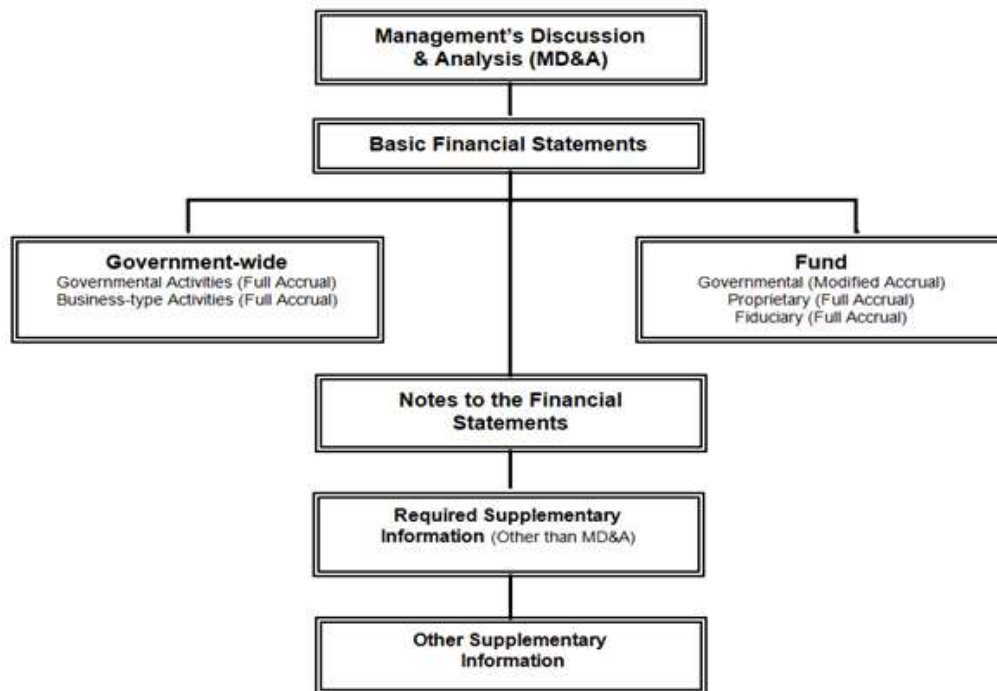 Management's Discussion
& Analysis (MD&A)
Basic Financial Statements
Government-wide
Governmental Activities (Full Accrual)
Business-type Activities (Full Accrual)
Fund
Governmental (Modified Accrual)
Proprietary (Full Accrual)
Fiduciary (Full Accrual)
Notes to the Financial
Statements
Required Supplementary
Information (Other than MD&A)
Other Supplementary
Information